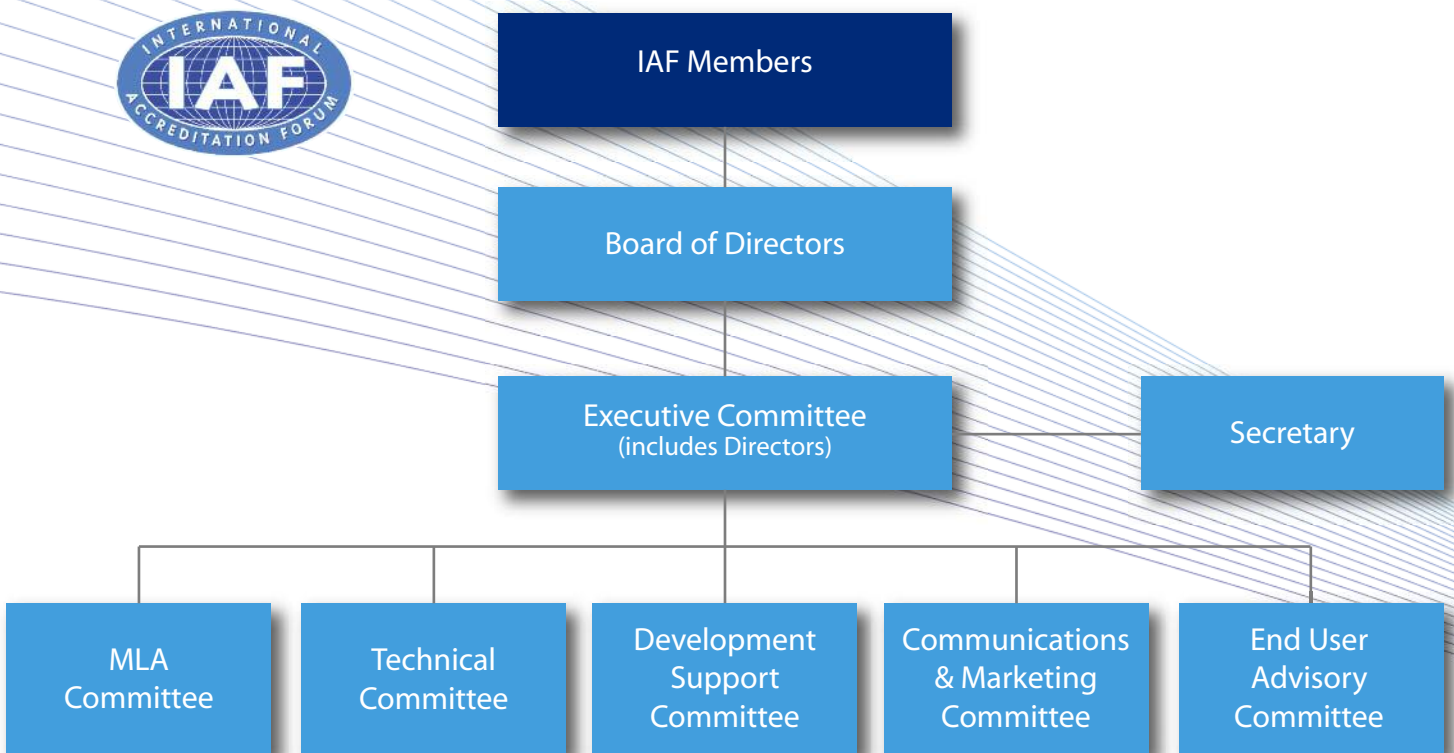 INTERNATIONAL
IAF
ACCREDITATION FORUM
IAF Members
Board of Directors
Executive Committee
(includes Directors)
Secretary
MLA
Committee
Technical
Committee
Development
Support
Committee
Communications
& Marketing
Committee
End User
Advisory
Committee